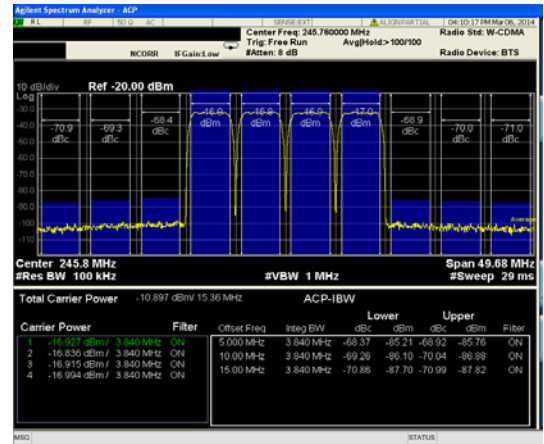 Agilent Spectrum Analyzer - ACP
RL RF 50 Ω AC SENSE:EXT ALIGN PARTIAL 04:10:17 PM Mar 06, 2014
Center Freq: 245.760000 MHz Radio Std: W-CDMA
Trig: Free Run Avg|Hold:>100/100
NCORR IFGain:Low #Atten: 8 dB Radio Device: BTS
10 dB/div Ref -20.00 dBm
Log
-30.0
-40.0
-50.0
-60.0
-70.0
-80.0
-90.0
-100
-110
-70.9 dBc -69.3 dBc -68.4 dBc -16.9 dBm -16.8 dBm -16.9 dBm -17.0 dBm -68.9 dBc -70.0 dBc -71.0 dBc
Average
Center 245.8 MHz Span 49.68 MHz
#Res BW 100 kHz #VBW 1 MHz #Sweep 29 ms
Total Carrier Power -10.897 dBm/ 15.36 MHz ACP-IBW
Lower Upper
Carrier Power Filter Offset Freq Integ BW dBc dBm dBc dBm Filter
1 -16.927 dBm / 3.840 MHz ON 5.000 MHz 3.840 MHz -68.37 -85.21 -68.92 -85.76 ON
2 -16.836 dBm / 3.840 MHz ON 10.00 MHz 3.840 MHz -69.26 -86.10 -70.04 -86.88 ON
3 -16.915 dBm / 3.840 MHz ON 15.00 MHz 3.840 MHz -70.86 -87.70 -70.99 -87.82 ON
4 -16.994 dBm / 3.840 MHz ON
MSG STATUS